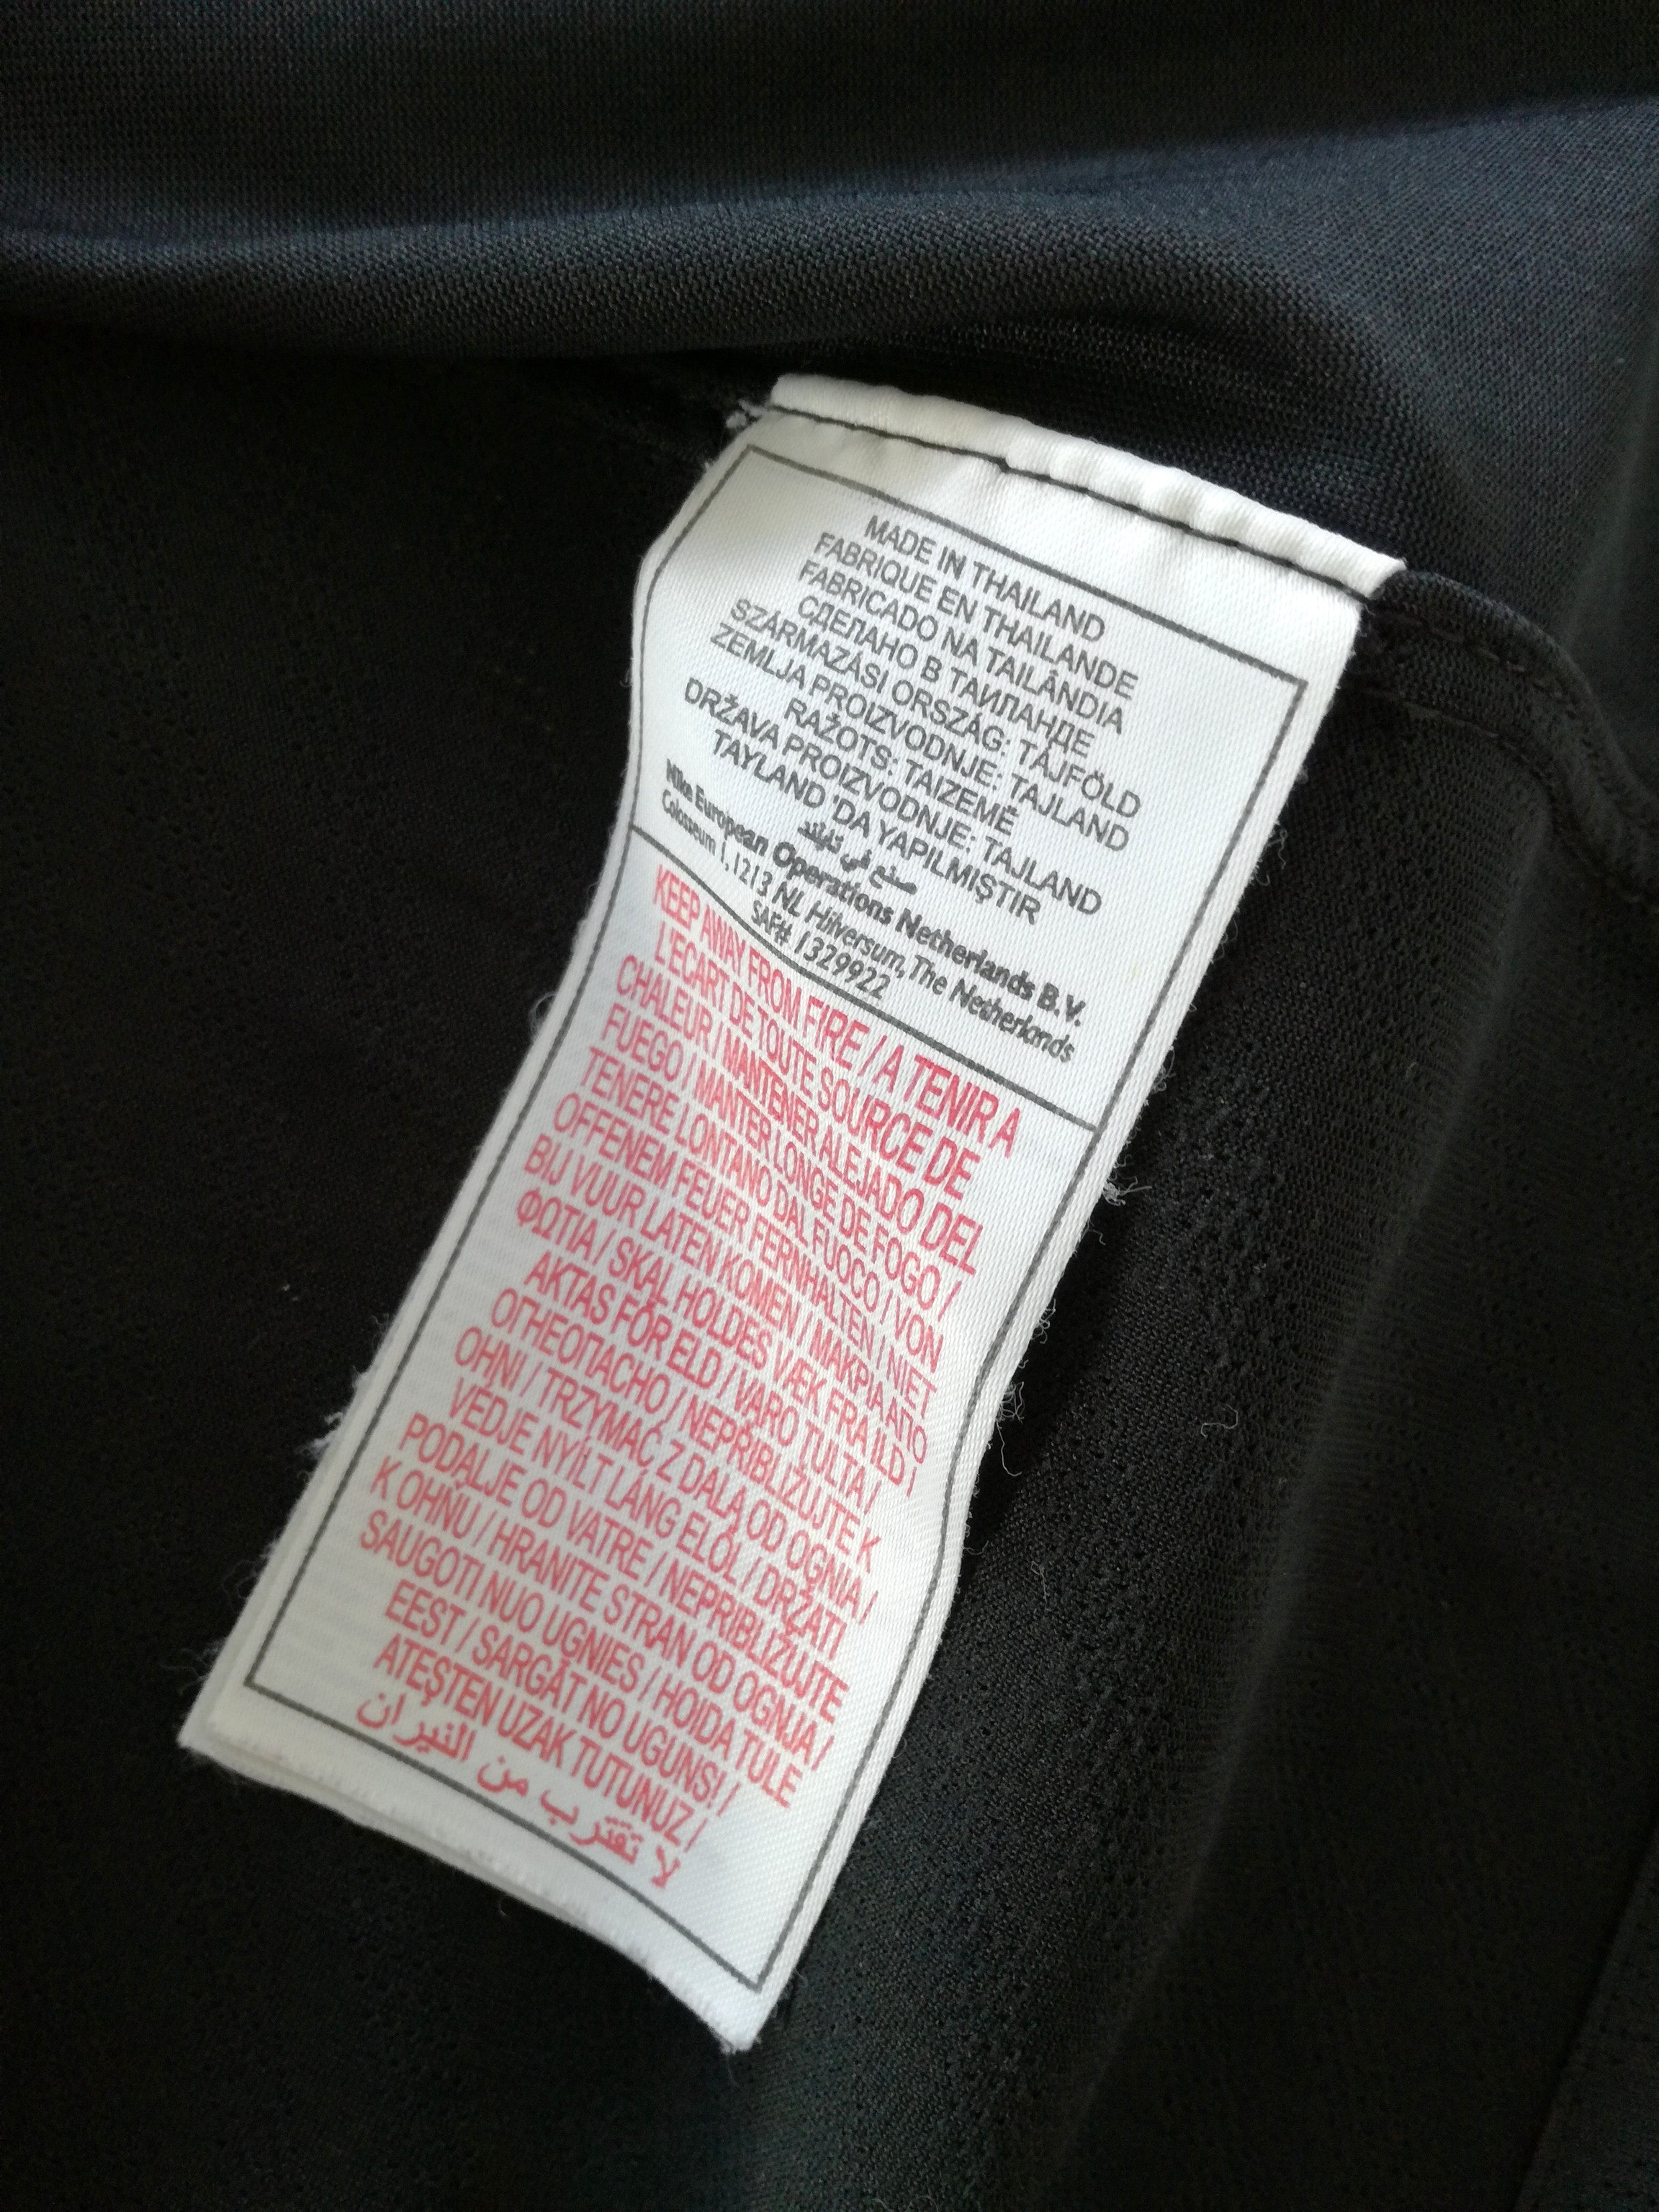 MADE IN THAILAND
FABRIQUE EN THAILANDE
FABRICADO NA TAILÂNDIA
СДЕЛАНО В ТАИЛАНДЕ
SZÁRMAZÁSI ORSZÁG: TÁJFÖLD
ZEMLJA PROIZVODNJE: TAJLAND
RAŽOTS: TAIZEMĒ
DRŽAVA PROIZVODNJE: TAJLAND
TAYLAND 'DA YAPILMIŞTIR
صنع في تايلند
Nike European Operations Netherlands B.V.
Colosseum 1, 1213 NL Hilversum, The Netherlands
SAF# 1329922
KEEP AWAY FROM FIRE / A TENIR A
L'ECART DE TOUTE SOURCE DE
CHALEUR / MANTENER ALEJADO DEL
FUEGO / MANTER LONGE DE FOGO /
TENERE LONTANO DAL FUOCO / VON
OFFENEM FEUER FERNHALTEN / NIET
BIJ VUUR LATEN KOMEN / ΜΑΚΡΙΑ ΑΠΟ
ΦΩΤΙΑ / SKAL HOLDES VÆK FRA ILD /
AKTAS FÖR ELD / VARO TULTA /
ОГНЕОПАСНО / NEPŘIBLIŽUJTE K
OHNI / TRZYMAĆ Z DALA OD OGNIA /
VÉDJE NYÍLT LÁNG ELŐL / DRŽATI
PODALJE OD VATRE / NEPRIBLIŽUJTE
K OHŇU / HRANITE STRAN OD OGNJA /
SAUGOTI NUO UGNIES / HOIDA TULE
EEST / SARGĀT NO UGUNS! /
ATEŞTEN UZAK TUTUNUZ /
لا تقترب من النيران